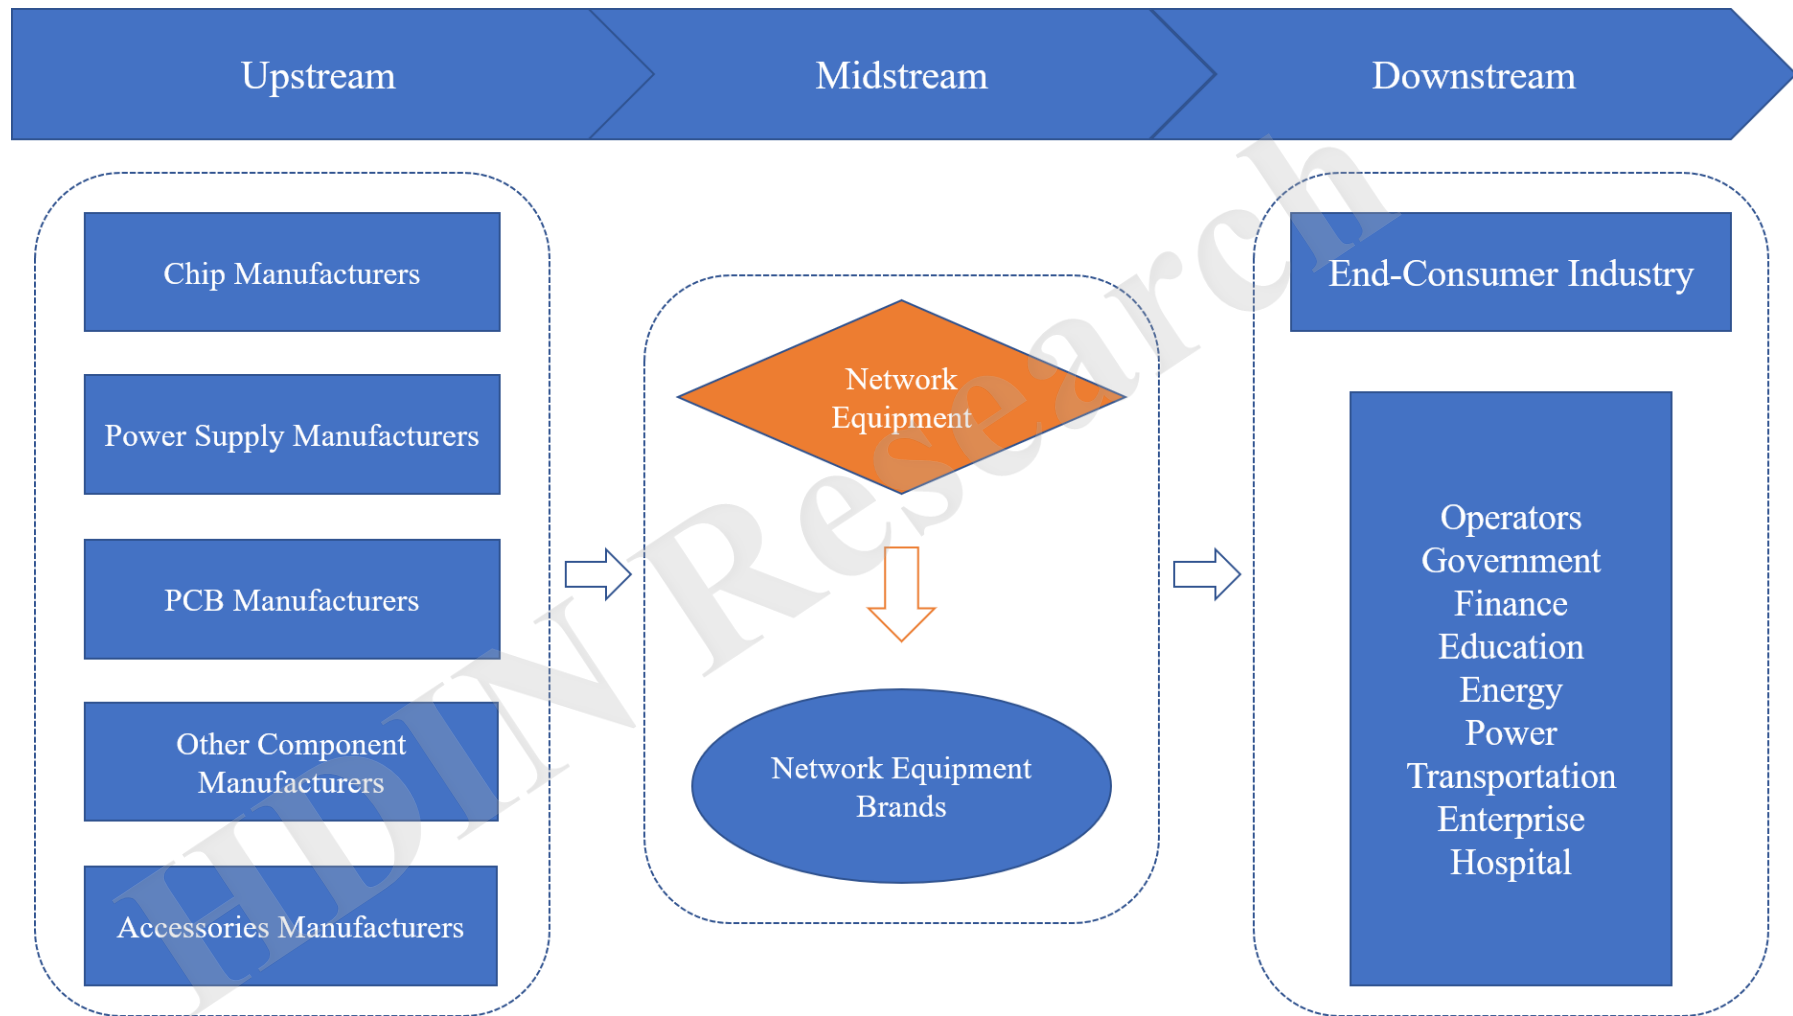 Upstream
Midstream
Downstream
Chip Manufacturers
Power Supply Manufacturers
PCB Manufacturers
Other Component
Manufacturers
Accessories Manufacturers
Network
Equipment
Network Equipment
Brands
End-Consumer Industry
Operators
Government
Finance
Education
Energy
Power
Transportation
Enterprise
Hospital
HDIN Research